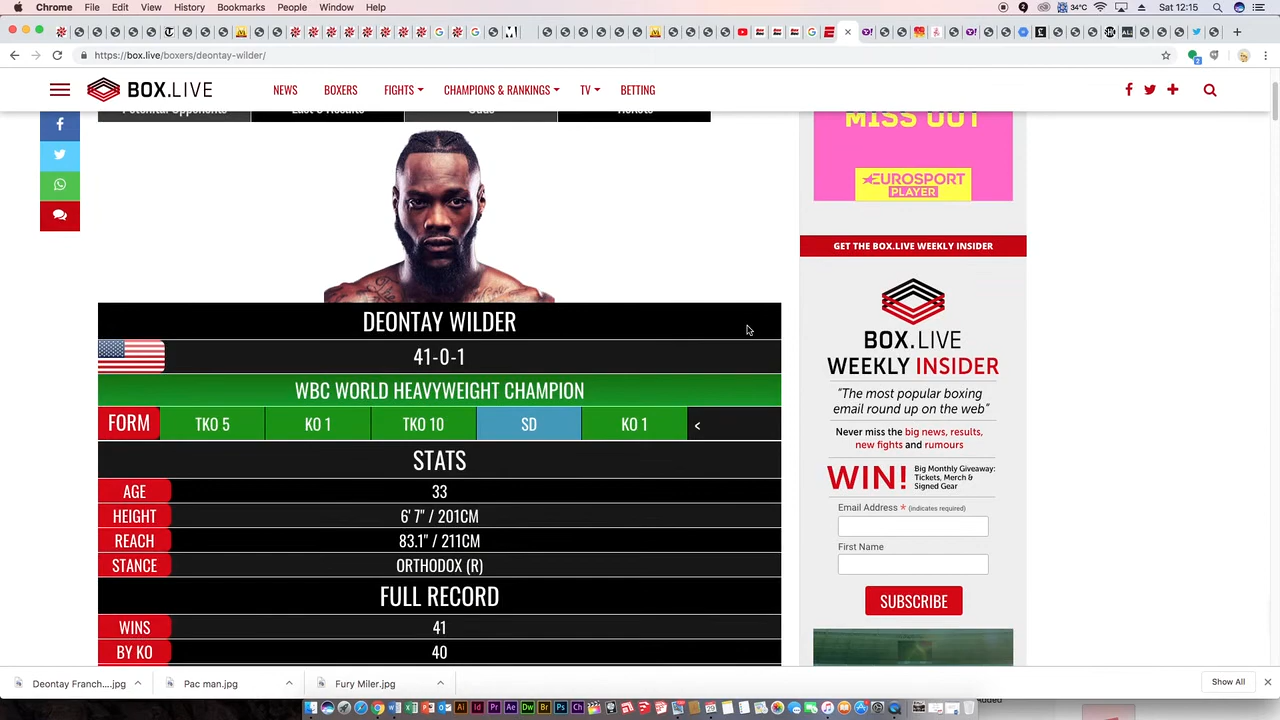 Chrome File Edit View History Bookmarks People Window Help
34°C Sat 12:15
https://box.live/boxers/deontay-wilder/
BOX.LIVE NEWS BOXERS FIGHTS CHAMPIONS & RANKINGS TV BETTING
MISS OUT
EUROSPORT
PLAYER
GET THE BOX.LIVE WEEKLY INSIDER
DEONTAY WILDER
41-0-1
WBC WORLD HEAVYWEIGHT CHAMPION
FORM TKO 5 KO 1 TKO 10 SD KO 1 <
STATS
AGE 33
HEIGHT 6' 7" / 201CM
REACH 83.1" / 211CM
STANCE ORTHODOX (R)
FULL RECORD
WINS 41
BY KO 40
BOX.LIVE
WEEKLY INSIDER
"The most popular boxing
email round up on the web"
Never miss the big news, results,
new fights and rumours
WIN! Big Monthly Giveaway:
Tickets, Merch &
Signed Gear
Email Address * (indicates required)
First Name
SUBSCRIBE
Deontay Franch....jpg Pac man.jpg Fury Miler.jpg Show All